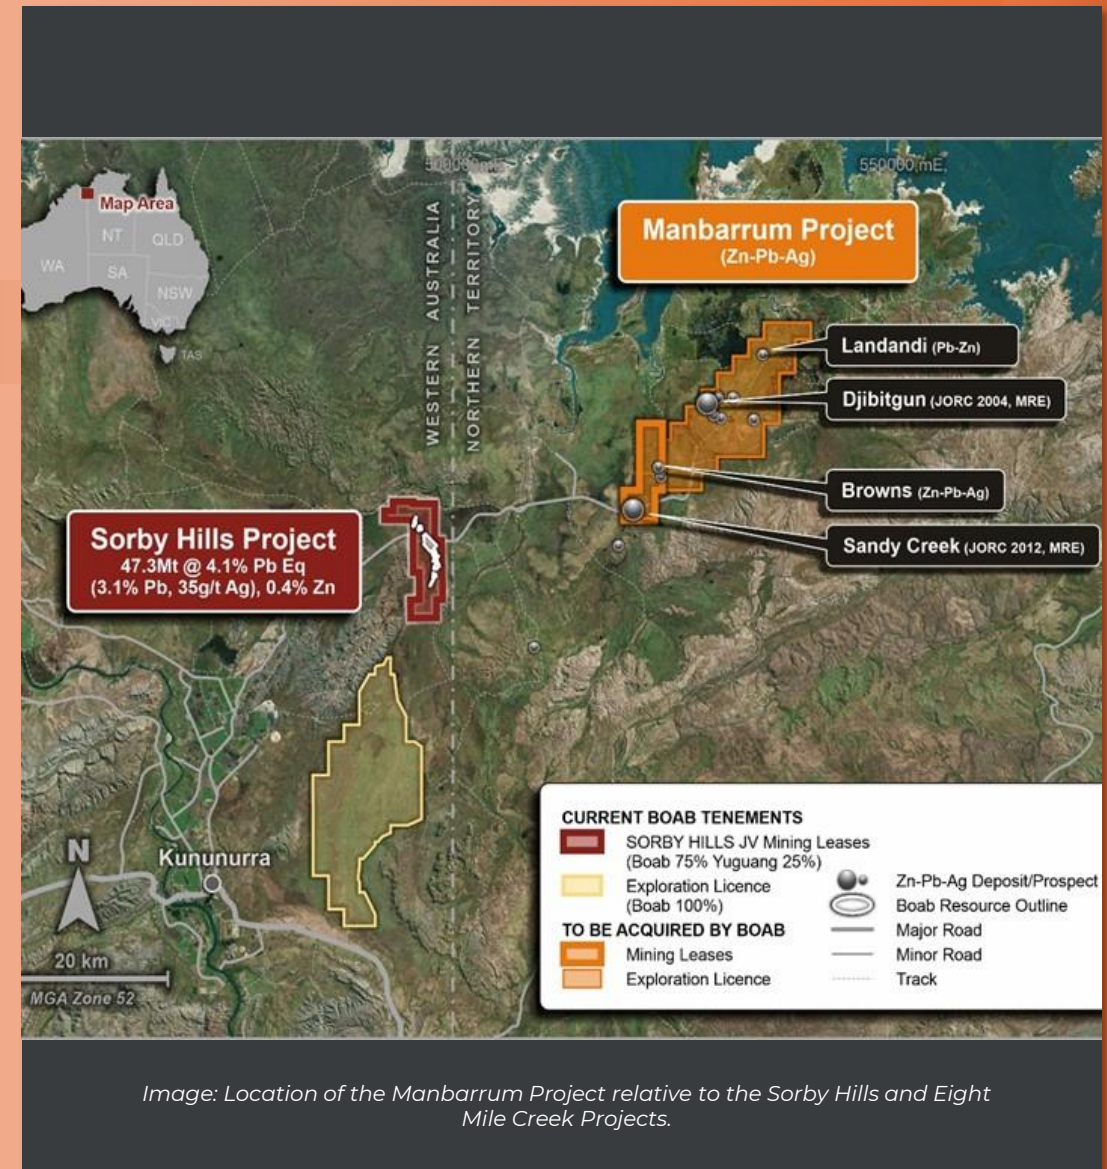 500000 mE
550000 mE
Map Area
NT
QLD
WA
SA
NSW
VIC
TAS
WESTERN AUSTRALIA
NORTHERN TERRITORY
Manbarrum Project
(Zn-Pb-Ag)
Landandi (Pb-Zn)
Djibitgun (JORC 2004, MRE)
Browns (Zn-Pb-Ag)
Sandy Creek (JORC 2012, MRE)
Sorby Hills Project
47.3Mt @ 4.1% Pb Eq
(3.1% Pb, 35g/t Ag), 0.4% Zn
Kununurra
N
20 km
MGA Zone 52
CURRENT BOAB TENEMENTS
SORBY HILLS JV Mining Leases
(Boab 75% Yuguang 25%)
Exploration Licence
(Boab 100%)
TO BE ACQUIRED BY BOAB
Mining Leases
Exploration Licence
Zn-Pb-Ag Deposit/Prospect
Boab Resource Outline
Major Road
Minor Road
Track
Image: Location of the Manbarrum Project relative to the Sorby Hills and Eight
Mile Creek Projects.